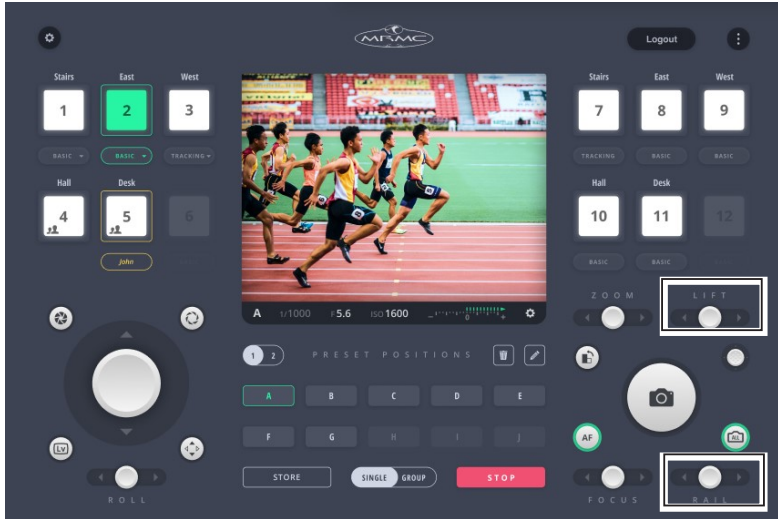 MRMC
Logout
Stairs East West
1 2 3
BASIC BASIC TRACKING
Hall Desk
4 5 6
John
Stairs East West
7 8 9
TRACKING BASIC BASIC
Hall Desk
10 11 12
BASIC BASIC
A 1/1000 F 5.6 ISO 1600 - 0 +
1 2 PRESET POSITIONS
A B C D E
F G H I J
STORE SINGLE GROUP STOP
LV
ROLL
ZOOM LIFT
AF ALL
FOCUS RAIL